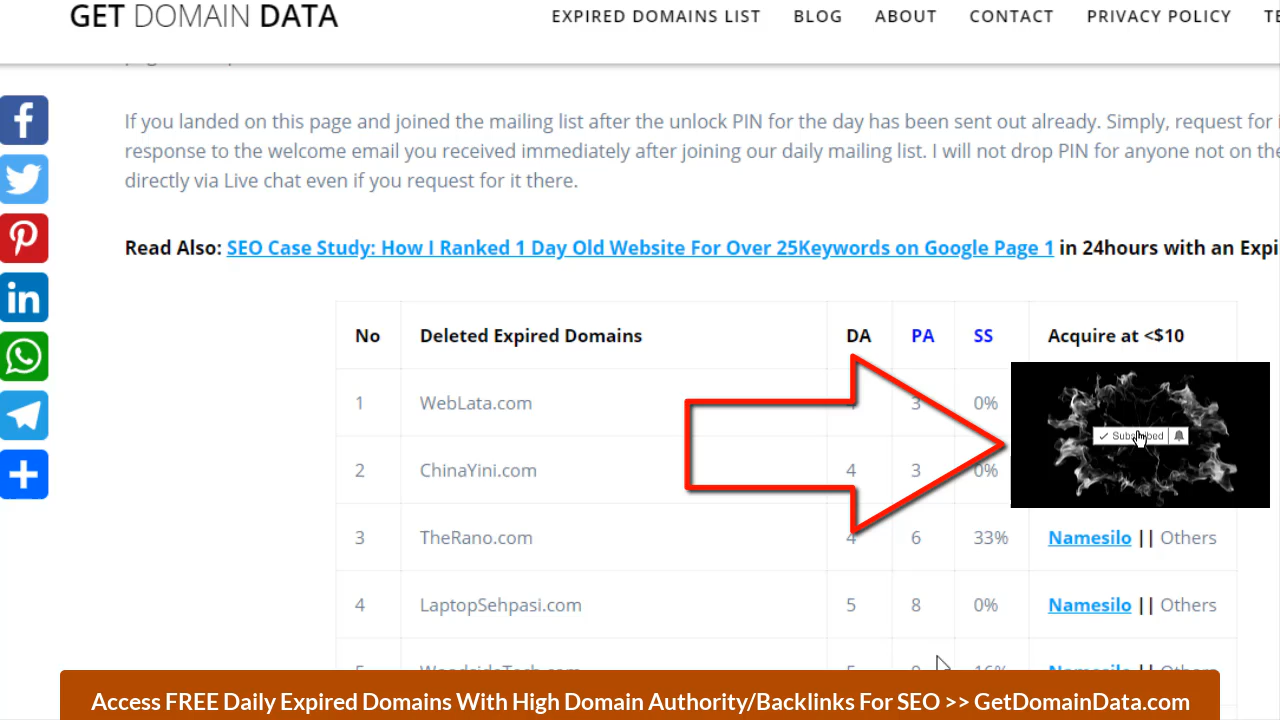 GET DOMAIN DATA
EXPIRED DOMAINS LIST BLOG ABOUT CONTACT PRIVACY POLICY TE
If you landed on this page and joined the mailing list after the unlock PIN for the day has been sent out already. Simply, request for i
response to the welcome email you received immediately after joining our daily mailing list. I will not drop PIN for anyone not on the
directly via Live chat even if you request for it there.
Read Also: SEO Case Study: How I Ranked 1 Day Old Website For Over 25Keywords on Google Page 1 in 24hours with an Expi
No Deleted Expired Domains DA PA SS Acquire at <$10
1 WebLata.com 3 0%
2 ChinaYini.com 4 3 0%
3 TheRano.com 4 6 33% Namesilo || Others
4 LaptopSehpasi.com 5 8 0% Namesilo || Others
Access FREE Daily Expired Domains With High Domain Authority/Backlinks For SEO >> GetDomainData.com